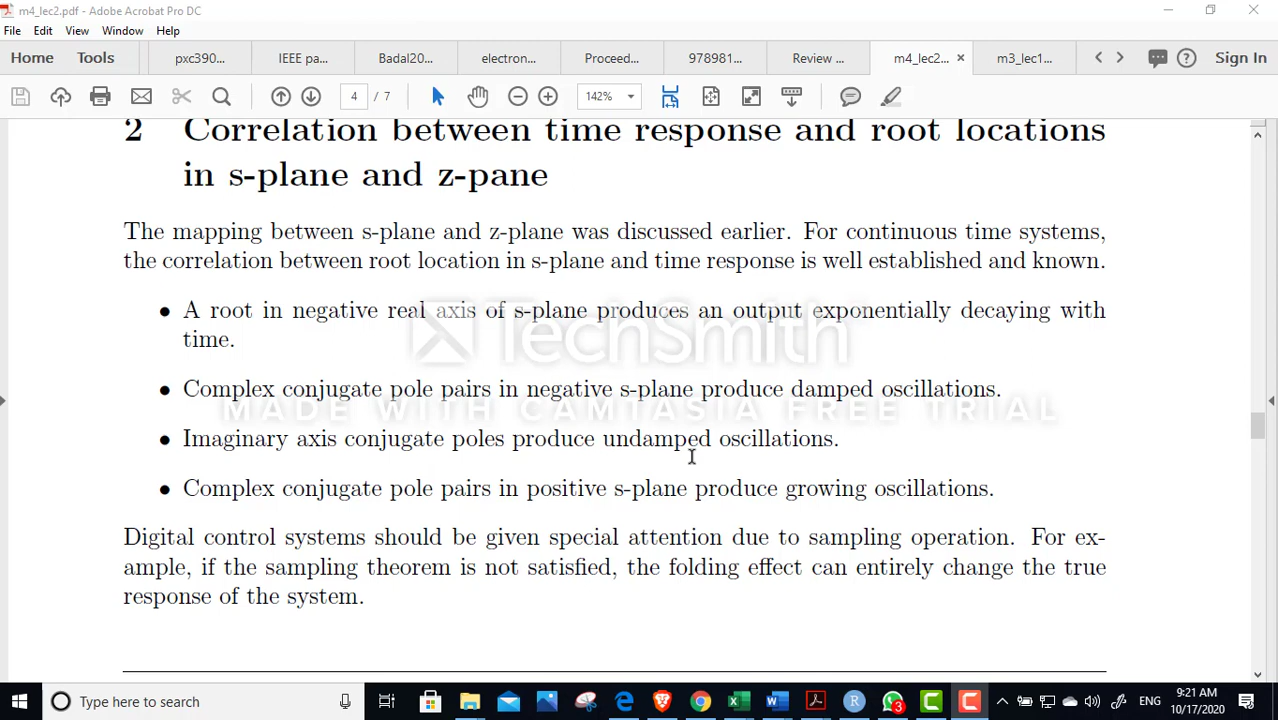 m4_lec2.pdf - Adobe Acrobat Pro DC
File Edit View Window Help
Home Tools pxc390... IEEE pa... Badal20... electron... Proceed... 978981... Review ... m4_lec2... × m3_lec1... Sign In
4 / 7 142%
2 Correlation between time response and root locations
in s-plane and z-pane
The mapping between s-plane and z-plane was discussed earlier. For continuous time systems,
the correlation between root location in s-plane and time response is well established and known.
• A root in negative real axis of s-plane produces an output exponentially decaying with
time.
TechSmith
• Complex conjugate pole pairs in negative s-plane produce damped oscillations.
MADE WITH CAMTASIA FREE TRIAL
• Imaginary axis conjugate poles produce undamped oscillations.
• Complex conjugate pole pairs in positive s-plane produce growing oscillations.
Digital control systems should be given special attention due to sampling operation. For ex-
ample, if the sampling theorem is not satisfied, the folding effect can entirely change the true
response of the system.
Type here to search
ENG
9:21 AM
10/17/2020
3